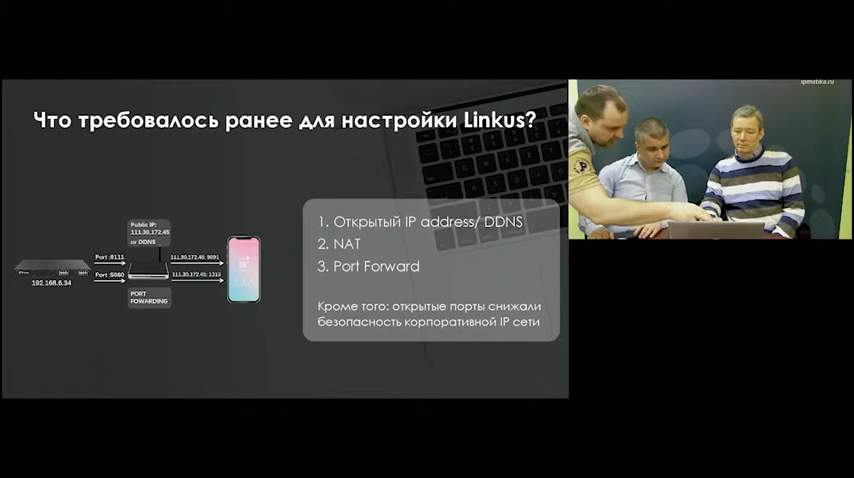 ipmatika.ru
Что требовалось ранее для настройки Linkus?
Public IP:
111.30.172.45
or DDNS
Port :8111
Port :5060
192.168.6.34
PORT
FOWARDING
111.30.172.45: 9091
111.30.172.45: 1315
1. Открытый IP address/ DDNS
2. NAT
3. Port Forward
Кроме того: открытые порты снижали
безопасность корпоративной IP сети